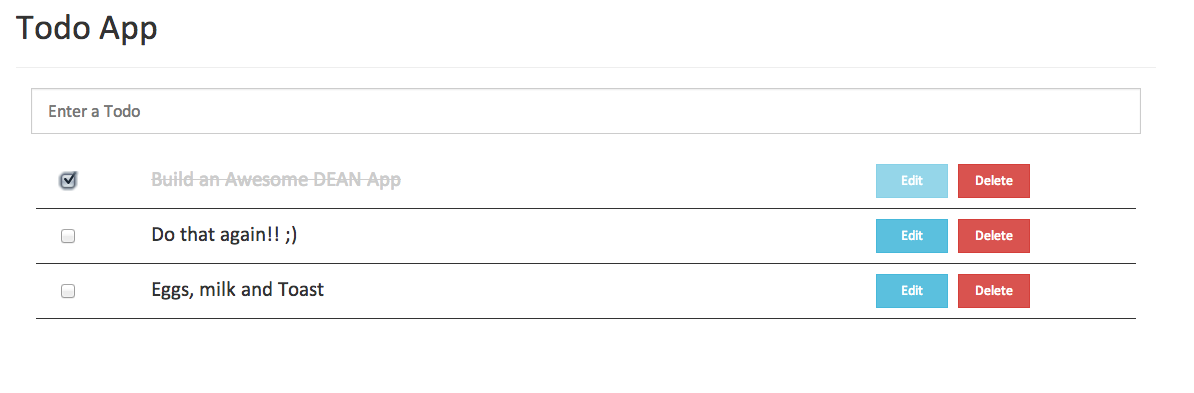 Todo App
Enter a Todo
Build an Awesome DEAN App Edit Delete
Do that again!! ;) Edit Delete
Eggs, milk and Toast Edit Delete